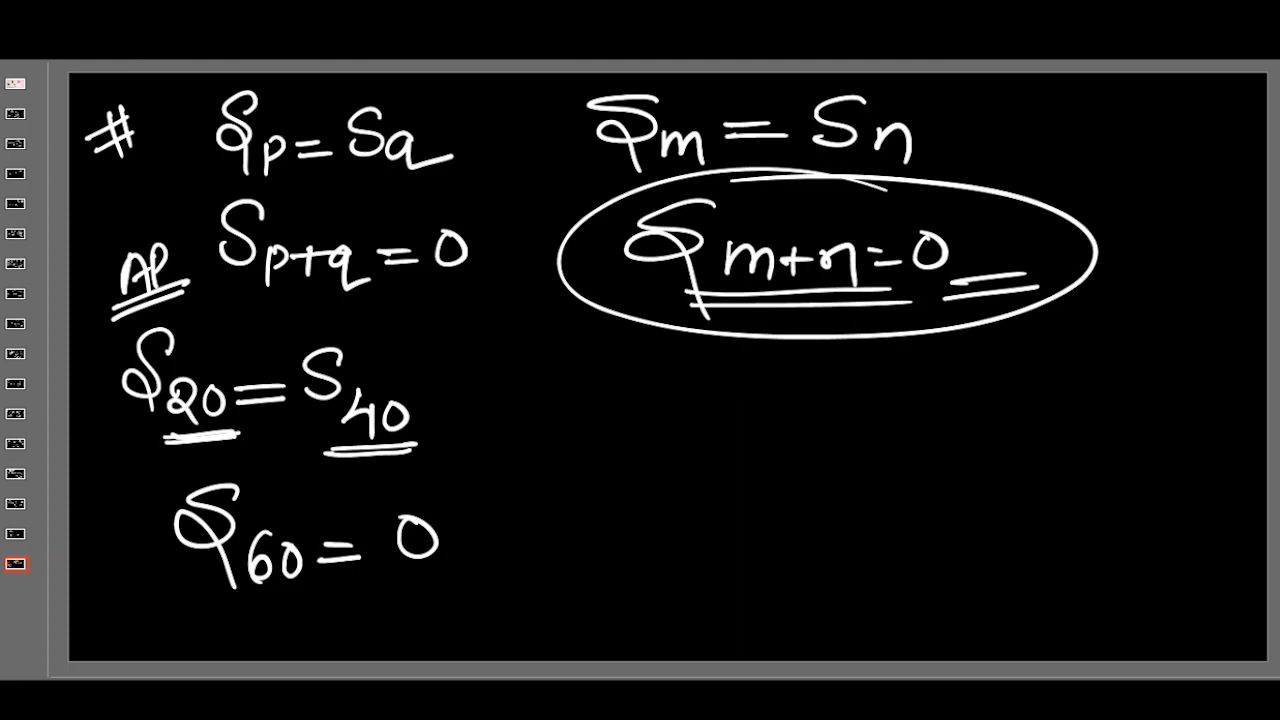 # Sp = Sq Sm = Sn
AP Sp+q = 0 Sm+n = 0
S20 = S40
S60 = 0